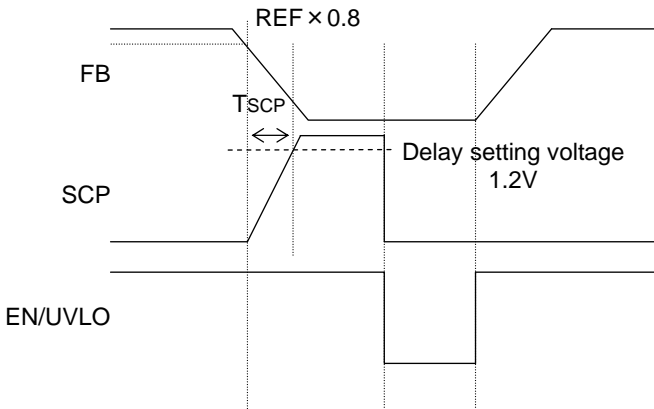 REF×0.8
FB
TSCP
Delay setting voltage
1.2V
SCP
EN/UVLO